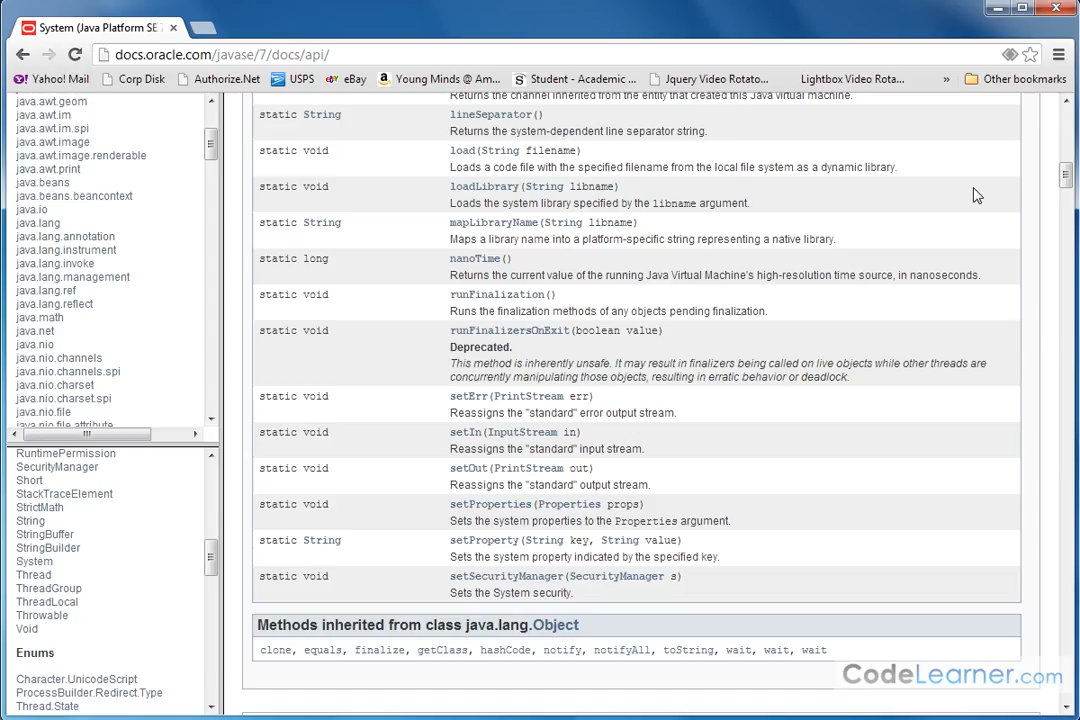 System (Java Platform SE 7
docs.oracle.com/javase/7/docs/api/
Yahoo! Mail
Corp Disk
Authorize.Net
USPS
eBay
Young Minds @ Am...
Student - Academic ...
Jquery Video Rotato...
Lightbox Video Rota...
»
Other bookmarks
java.awt.geom
java.awt.im
java.awt.im.spi
java.awt.image
java.awt.image.renderable
java.awt.print
java.beans
java.beans.beancontext
java.io
java.lang
java.lang.annotation
java.lang.instrument
java.lang.invoke
java.lang.management
java.lang.ref
java.lang.reflect
java.math
java.net
java.nio
java.nio.channels
java.nio.channels.spi
java.nio.charset
java.nio.charset.spi
java.nio.file
java.nio.file.attribute
RuntimePermission
SecurityManager
Short
StackTraceElement
StrictMath
String
StringBuffer
StringBuilder
System
Thread
ThreadGroup
ThreadLocal
Throwable
Void
Enums
Character.UnicodeScript
ProcessBuilder.Redirect.Type
Thread.State
Returns the channel inherited from the entity that created this Java virtual machine.
static String lineSeparator()
Returns the system-dependent line separator string.
static void load(String filename)
Loads a code file with the specified filename from the local file system as a dynamic library.
static void loadLibrary(String libname)
Loads the system library specified by the libname argument.
static String mapLibraryName(String libname)
Maps a library name into a platform-specific string representing a native library.
static long nanoTime()
Returns the current value of the running Java Virtual Machine's high-resolution time source, in nanoseconds.
static void runFinalization()
Runs the finalization methods of any objects pending finalization.
static void runFinalizersOnExit(boolean value)
Deprecated.
This method is inherently unsafe. It may result in finalizers being called on live objects while other threads are
concurrently manipulating those objects, resulting in erratic behavior or deadlock.
static void setErr(PrintStream err)
Reassigns the "standard" error output stream.
static void setIn(InputStream in)
Reassigns the "standard" input stream.
static void setOut(PrintStream out)
Reassigns the "standard" output stream.
static void setProperties(Properties props)
Sets the system properties to the Properties argument.
static String setProperty(String key, String value)
Sets the system property indicated by the specified key.
static void setSecurityManager(SecurityManager s)
Sets the System security.
Methods inherited from class java.lang.Object
clone, equals, finalize, getClass, hashCode, notify, notifyAll, toString, wait, wait, wait
CodeLearner.com